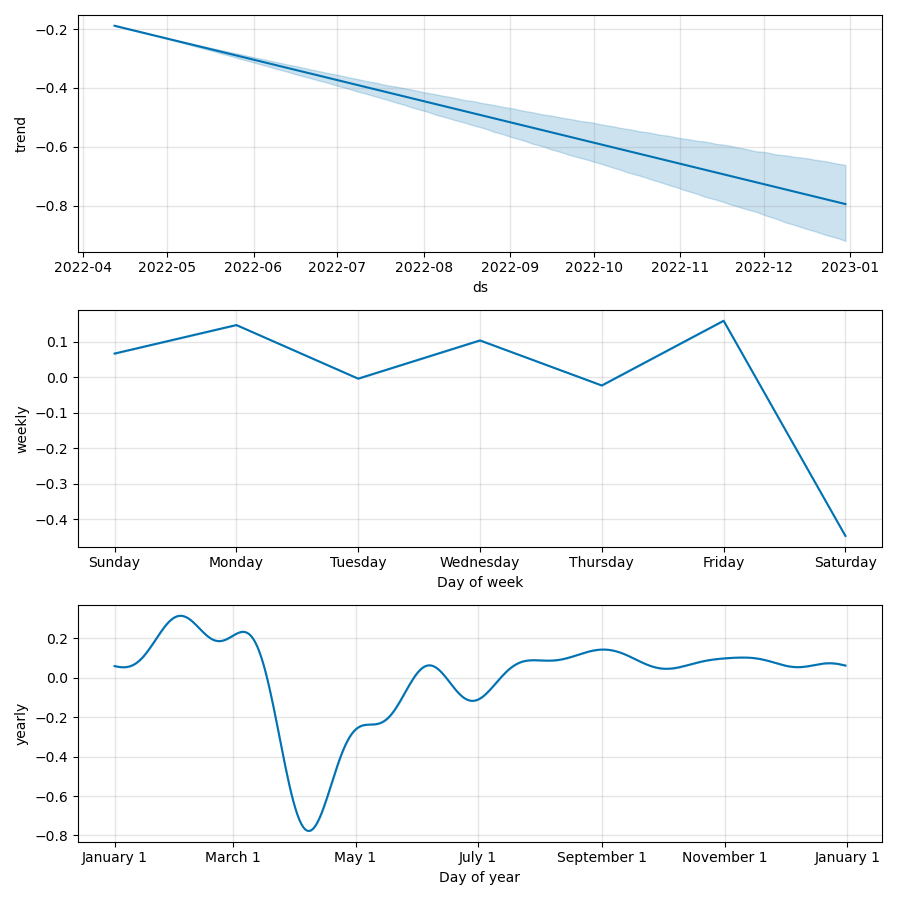 −0.2
−0.4
−0.6
−0.8
trend
2022-04 2022-05 2022-06 2022-07 2022-08 2022-09 2022-10 2022-11 2022-12 2023-01
ds
0.1
0.0
−0.1
−0.2
−0.3
−0.4
weekly
Sunday Monday Tuesday Wednesday Thursday Friday Saturday
Day of week
0.2
0.0
−0.2
−0.4
−0.6
−0.8
yearly
January 1 March 1 May 1 July 1 September 1 November 1 January 1
Day of year